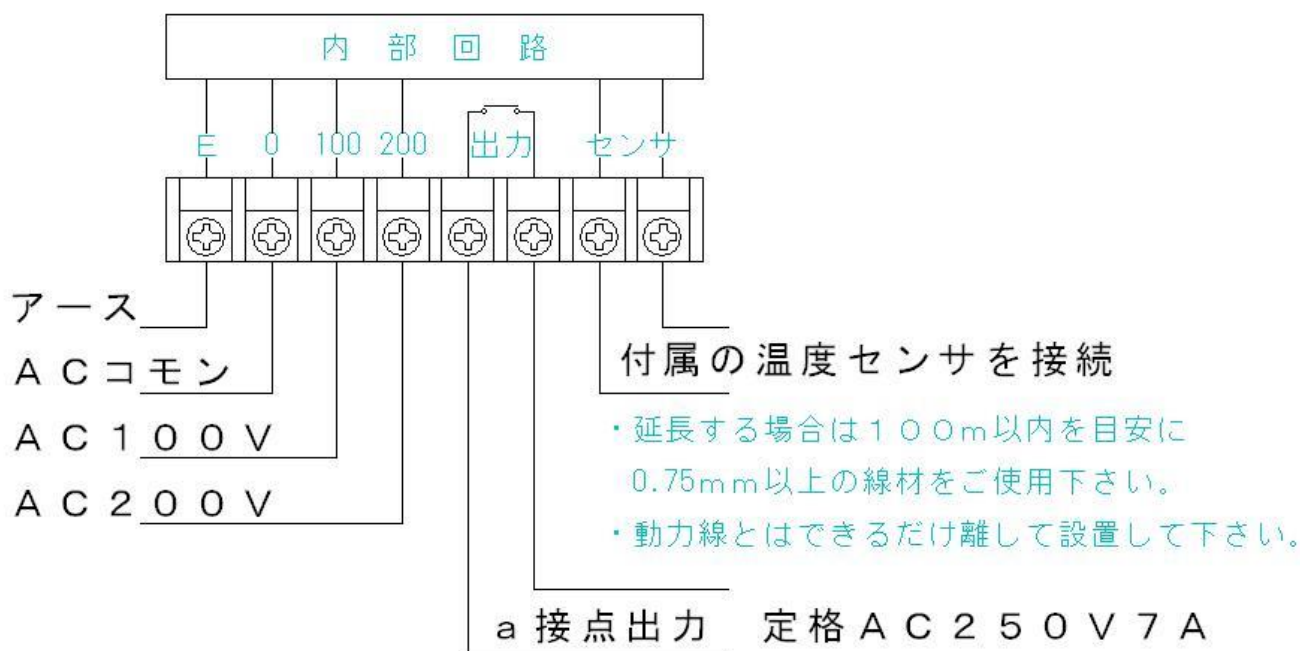 内部回路
E 0 100 200 出力 センサ
アース
ACコモン
AC100V
AC200V
付属の温度センサを接続
・延長する場合は100m以内を目安に
0.75mm以上の線材をご使用下さい。
・動力線とはできるだけ離して設置して下さい。
a接点出力 定格AC250V7A